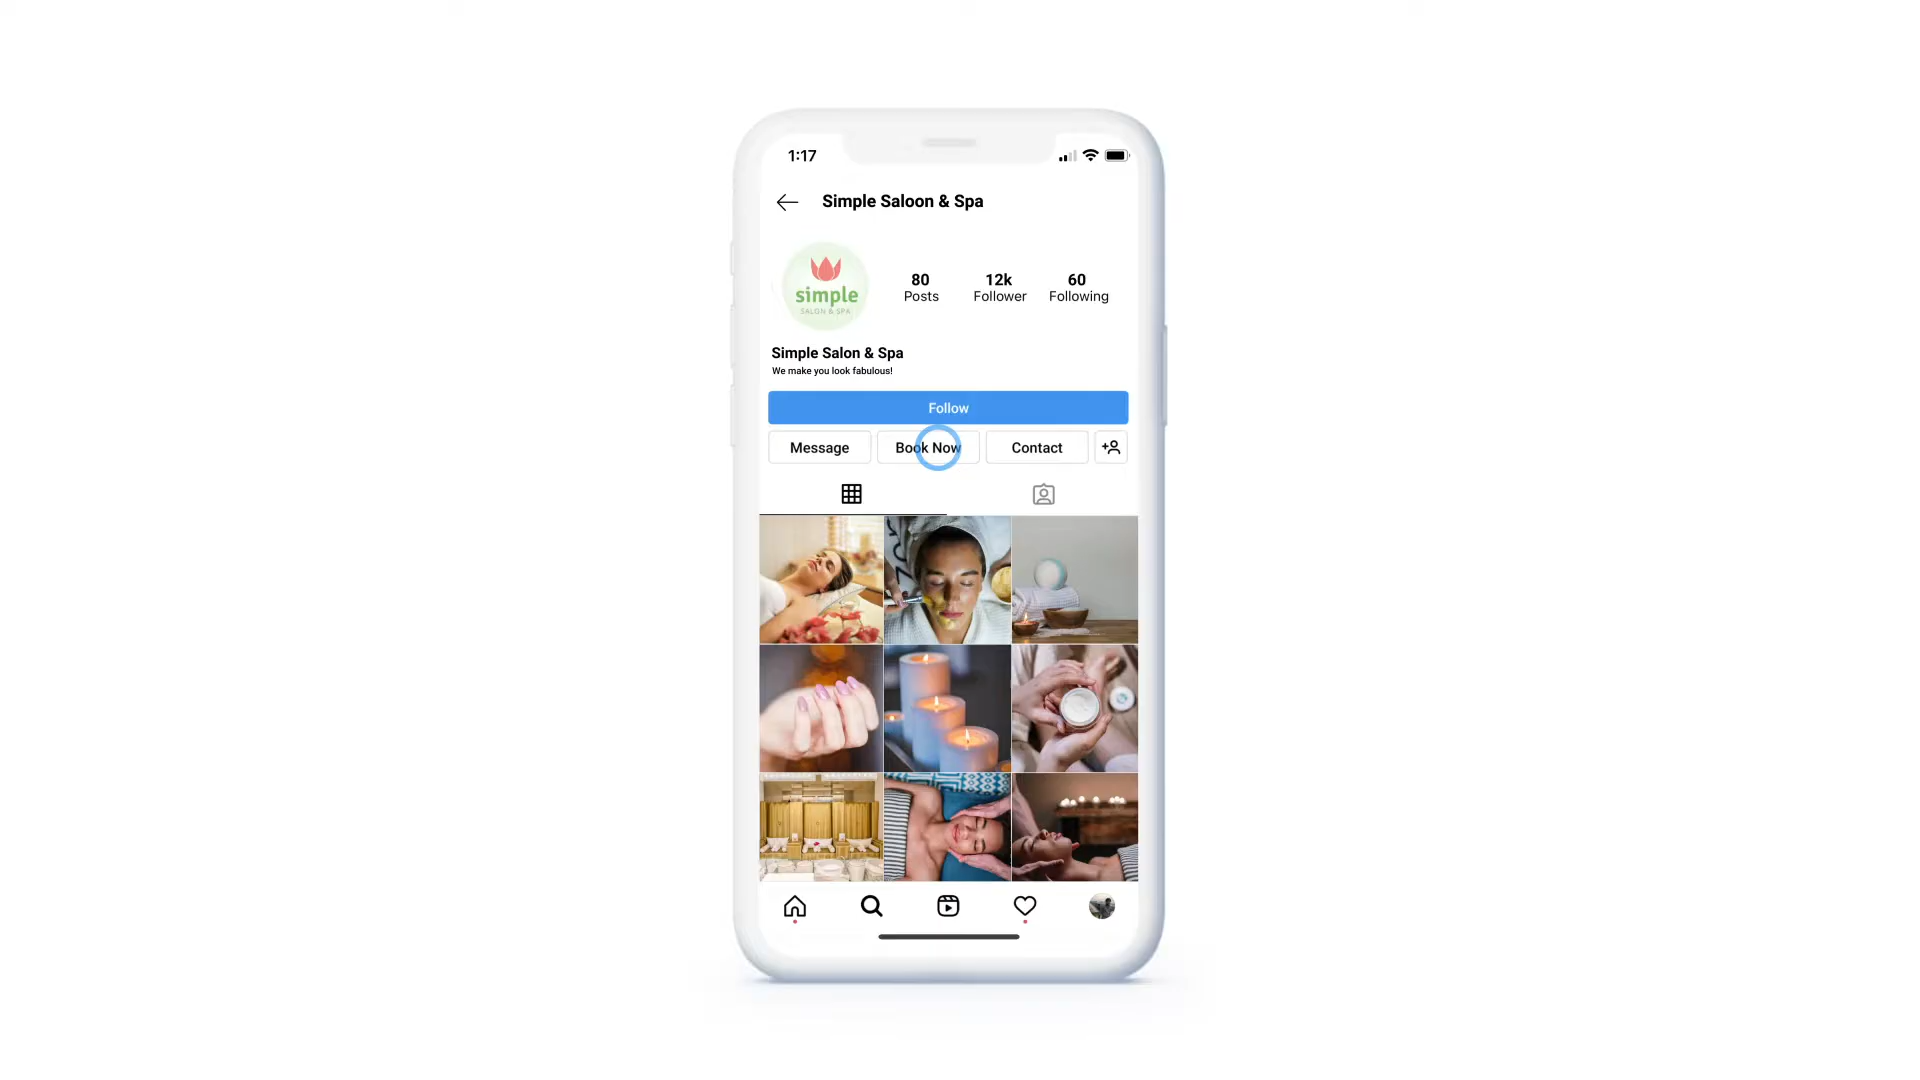 1:17
Simple Saloon & Spa
simple
SALON & SPA
80 12k 60
Posts Follower Following
Simple Salon & Spa
We make you look fabulous!
Follow
Message Book Now Contact